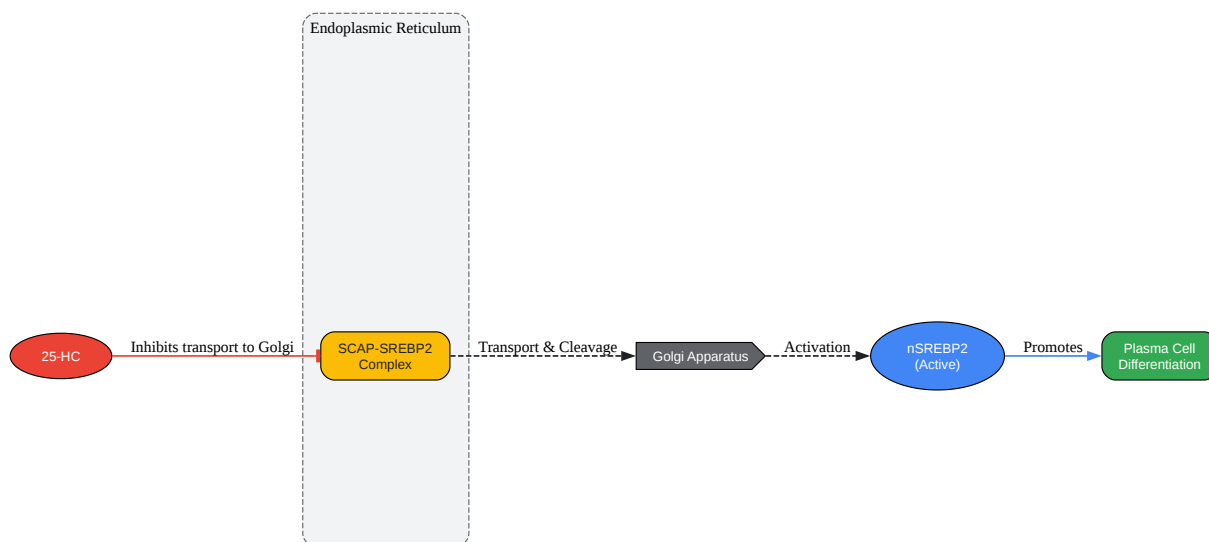 Endoplasmic Reticulum
25-HC
Inhibits transport to Golgi
SCAP-SREBP2
Complex
Transport & Cleavage
Golgi Apparatus
Activation
nSREBP2
(Active)
Promotes
Plasma Cell
Differentiation